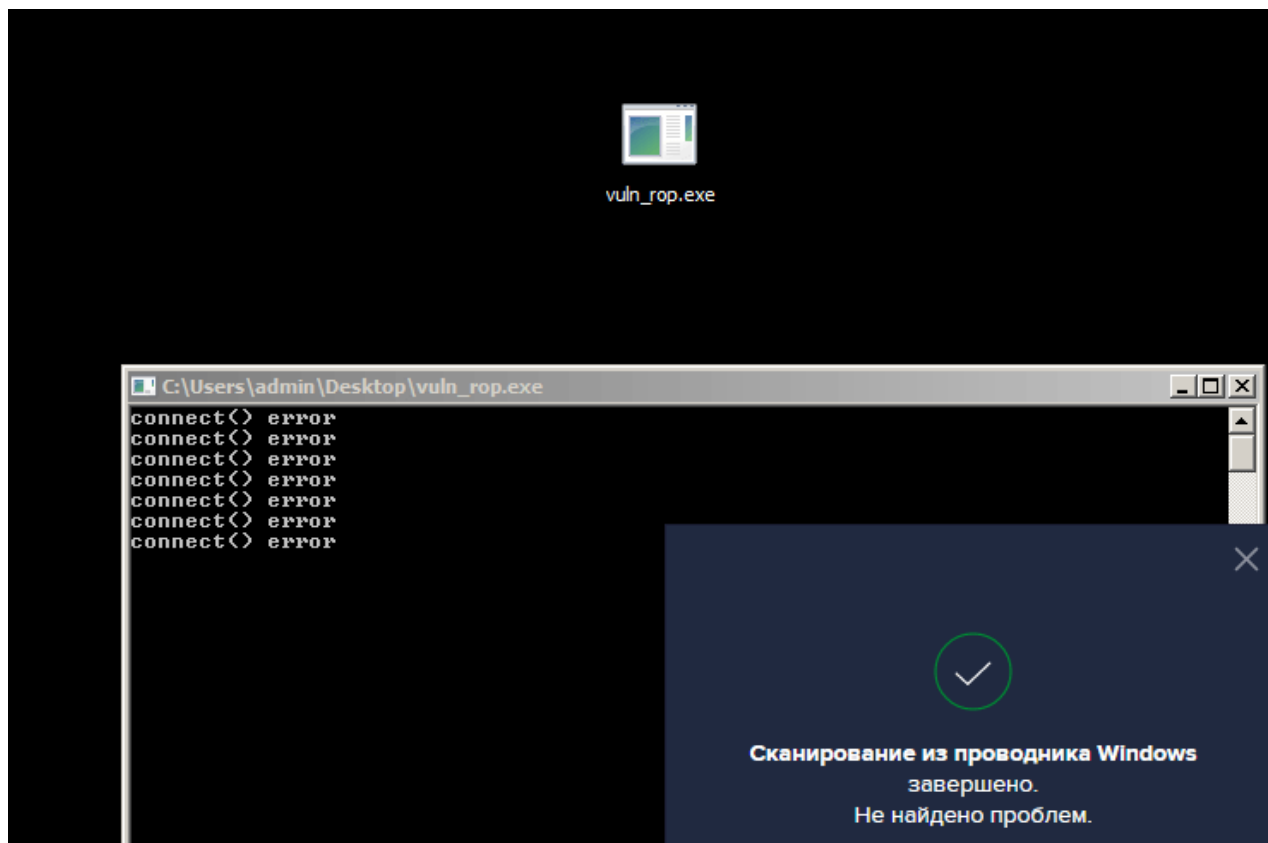 vuln_rop.exe
C:\Users\admin\Desktop\vuln_rop.exe
connect() error
connect() error
connect() error
connect() error
connect() error
connect() error
connect() error
Сканирование из проводника Windows
завершено.
Не найдено проблем.